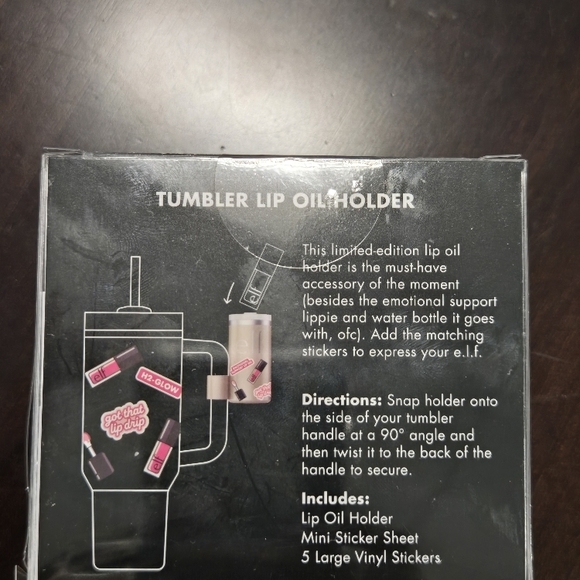 TUMBLER LIP OIL HOLDER
This limited-edition lip oil
holder is the must-have
accessory of the moment
(besides the emotional support
lippie and water bottle it goes
with, ofc). Add the matching
stickers to express your e.l.f.
Directions: Snap holder onto
the side of your tumbler
handle at a 90° angle and
then twist it to the back of the
handle to secure.
Includes:
Lip Oil Holder
Mini Sticker Sheet
5 Large Vinyl Stickers
elf
elf
H2-GLOW
got that
lip drip
elf